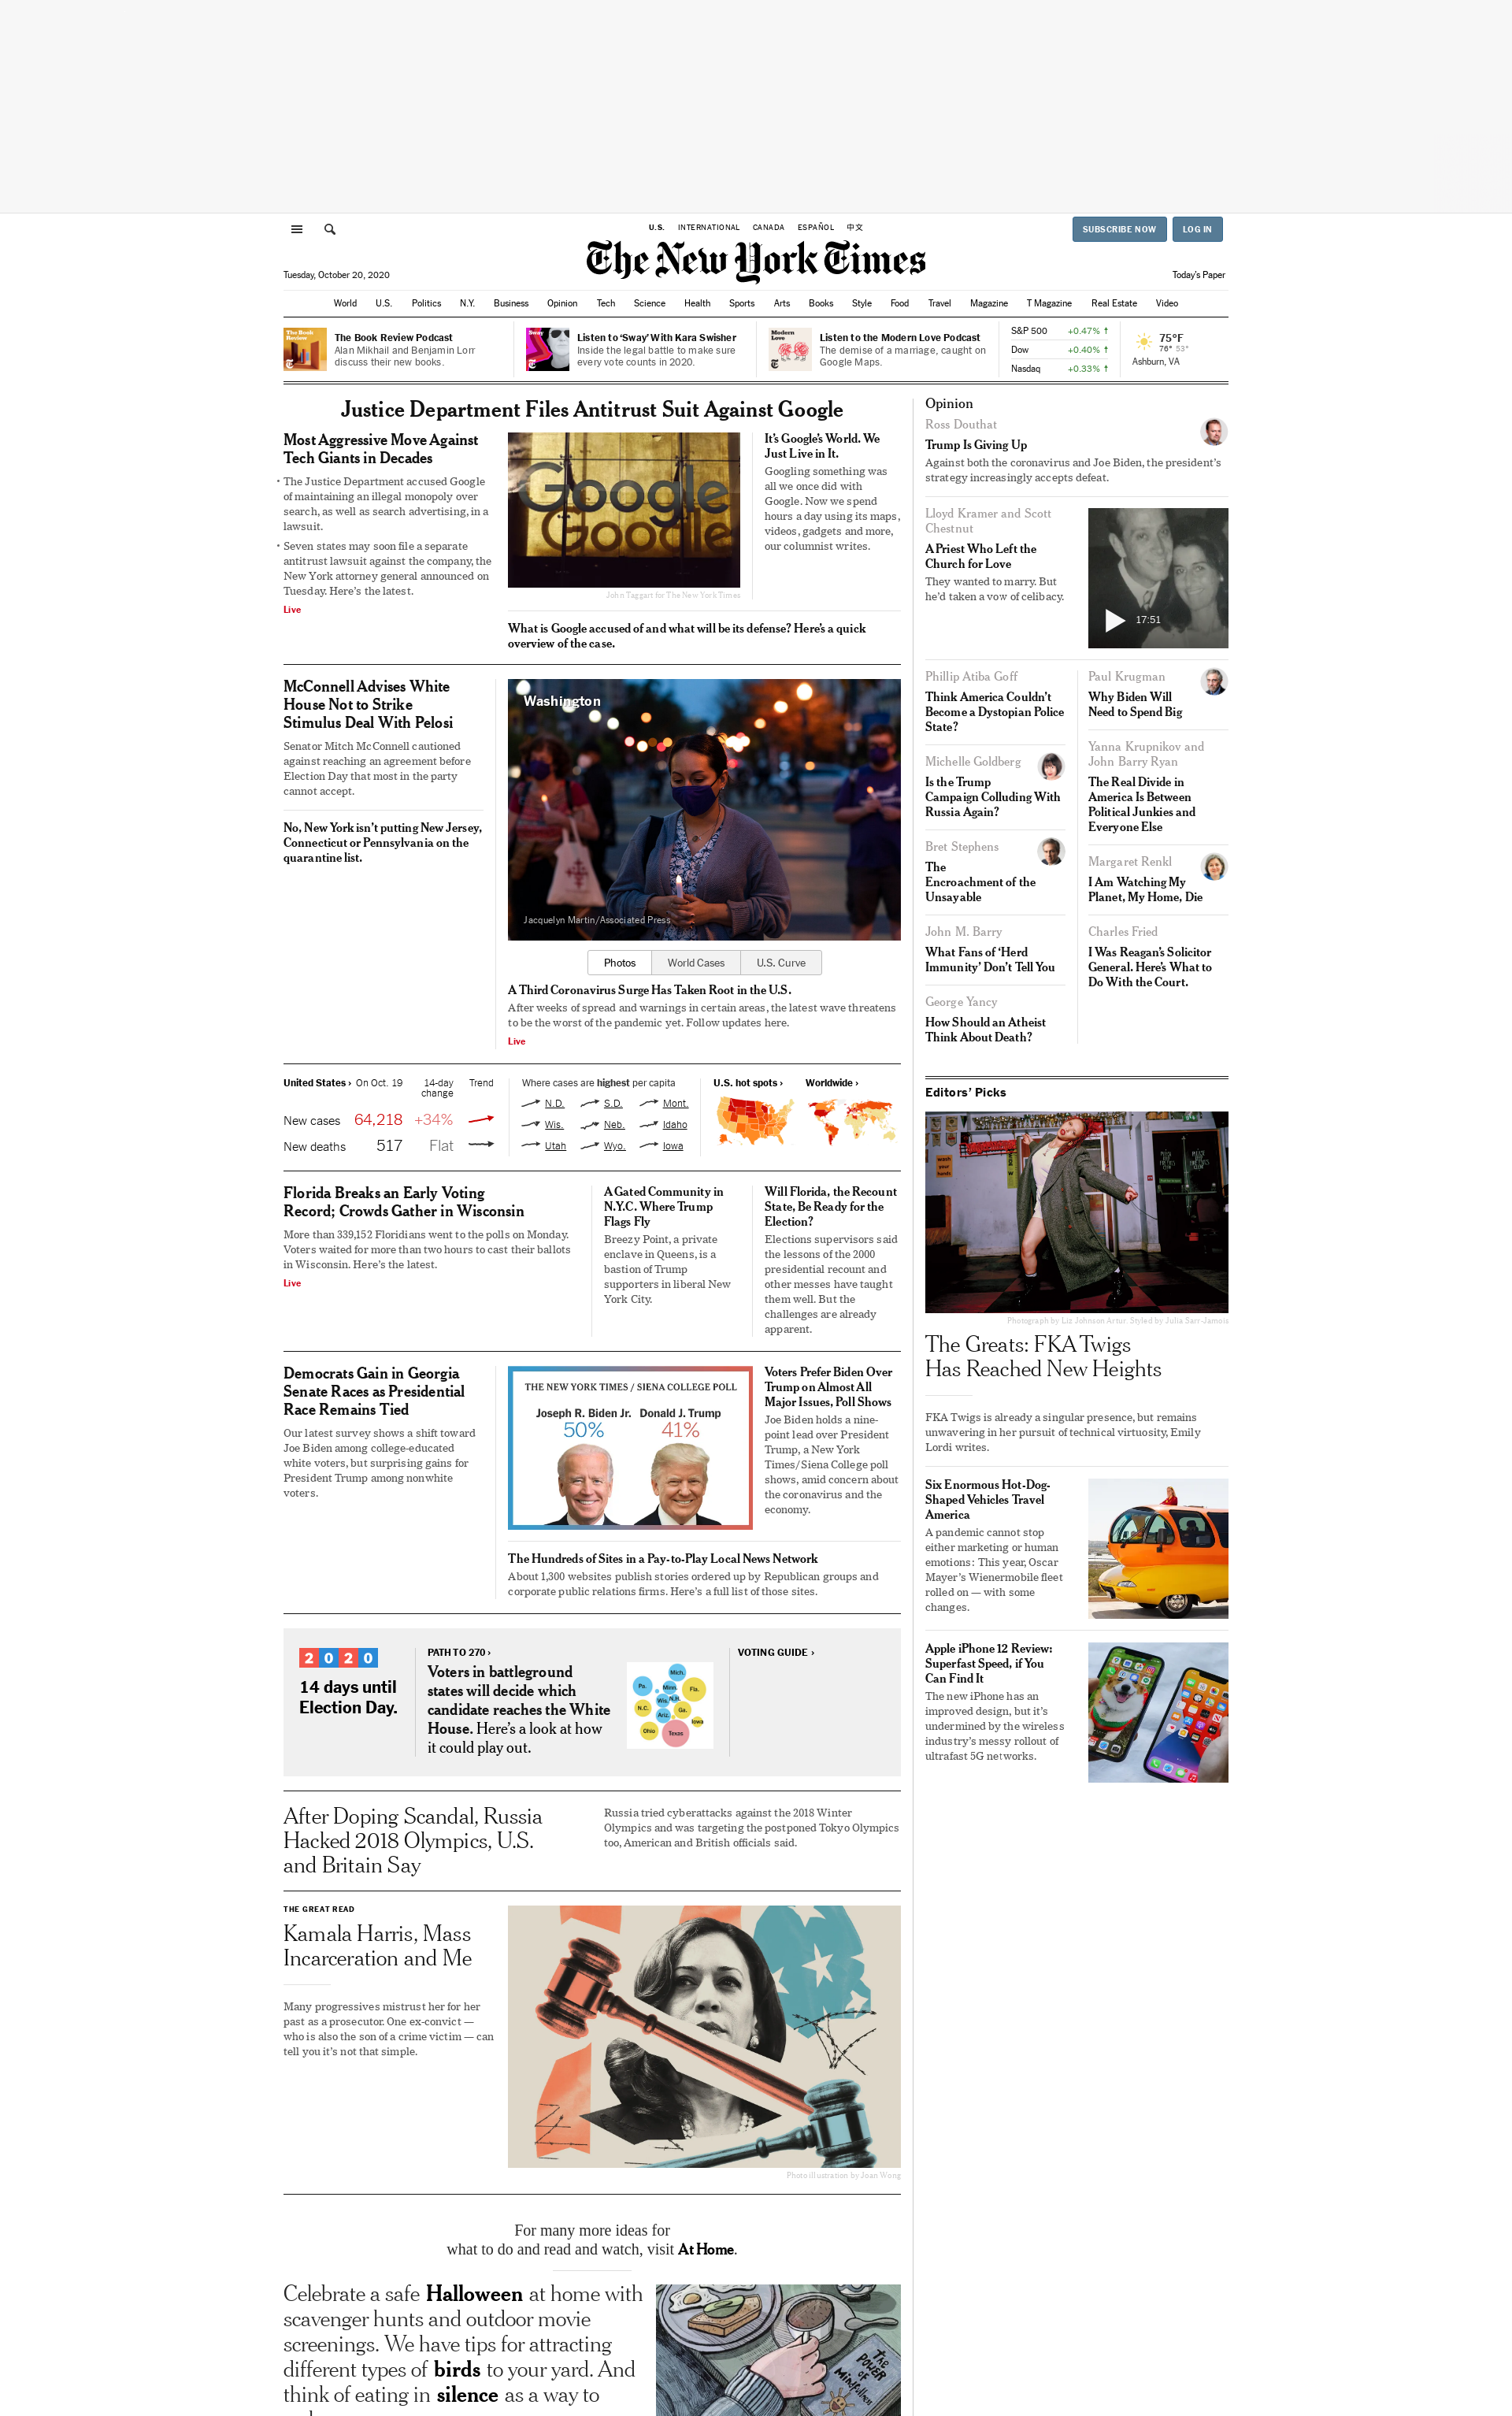 U.S. INTERNATIONAL CANADA ESPAÑOL 中文
SUBSCRIBE NOW LOG IN
The New York Times
Tuesday, October 20, 2020
Today's Paper
World U.S. Politics N.Y. Business Opinion Tech Science Health Sports Arts Books Style Food Travel Magazine T Magazine Real Estate Video
The Book Review
The Book Review Podcast
Alan Mikhail and Benjamin Lorr
discuss their new books.
Sway
Listen to ‘Sway’ With Kara Swisher
Inside the legal battle to make sure
every vote counts in 2020.
Modern
Love
Listen to the Modern Love Podcast
The demise of a marriage, caught on
Google Maps.
S&P 500 +0.47%
Dow +0.40%
Nasdaq +0.33%
75°F
76° 53°
Ashburn, VA
Justice Department Files Antitrust Suit Against Google
Most Aggressive Move Against
Tech Giants in Decades
• The Justice Department accused Google
of maintaining an illegal monopoly over
search, as well as search advertising, in a
lawsuit.
• Seven states may soon file a separate
antitrust lawsuit against the company, the
New York attorney general announced on
Tuesday. Here’s the latest.
Live
Google
Google
John Taggart for The New York Times
It’s Google’s World. We
Just Live in It.
Googling something was
all we once did with
Google. Now we spend
hours a day using its maps,
videos, gadgets and more,
our columnist writes.
What is Google accused of and what will be its defense? Here’s a quick
overview of the case.
McConnell Advises White
House Not to Strike
Stimulus Deal With Pelosi
Senator Mitch McConnell cautioned
against reaching an agreement before
Election Day that most in the party
cannot accept.
No, New York isn’t putting New Jersey,
Connecticut or Pennsylvania on the
quarantine list.
Washington
Jacquelyn Martin/Associated Press
Photos World Cases U.S. Curve
A Third Coronavirus Surge Has Taken Root in the U.S.
After weeks of spread and warnings in certain areas, the latest wave threatens
to be the worst of the pandemic yet. Follow updates here.
Live
United States › On Oct. 19 14-day
change Trend
New cases 64,218 +34%
New deaths 517 Flat
Where cases are highest per capita
N.D. S.D. Mont.
Wis. Neb. Idaho
Utah Wyo. Iowa
U.S. hot spots › Worldwide ›
Florida Breaks an Early Voting
Record; Crowds Gather in Wisconsin
More than 339,152 Floridians went to the polls on Monday.
Voters waited for more than two hours to cast their ballots
in Wisconsin. Here’s the latest.
Live
A Gated Community in
N.Y.C. Where Trump
Flags Fly
Breezy Point, a private
enclave in Queens, is a
bastion of Trump
supporters in liberal New
York City.
Will Florida, the Recount
State, Be Ready for the
Election?
Elections supervisors said
the lessons of the 2000
presidential recount and
other messes have taught
them well. But the
challenges are already
apparent.
Democrats Gain in Georgia
Senate Races as Presidential
Race Remains Tied
Our latest survey shows a shift toward
Joe Biden among college-educated
white voters, but surprising gains for
President Trump among nonwhite
voters.
THE NEW YORK TIMES / SIENA COLLEGE POLL
Joseph R. Biden Jr. Donald J. Trump
50% 41%
Voters Prefer Biden Over
Trump on Almost All
Major Issues, Poll Shows
Joe Biden holds a nine-
point lead over President
Trump, a New York
Times/Siena College poll
shows, amid concern about
the coronavirus and the
economy.
The Hundreds of Sites in a Pay-to-Play Local News Network
About 1,300 websites publish stories ordered up by Republican groups and
corporate public relations firms. Here’s a full list of those sites.
2020
14 days until
Election Day.
PATH TO 270 ›
Voters in battleground
states will decide which
candidate reaches the White
House. Here’s a look at how
it could play out.
Mich.
Pa. Minn. Fla.
Wis. N.H.
N.C. Ariz. Ga.
Iowa
Ohio Texas
VOTING GUIDE ›
After Doping Scandal, Russia
Hacked 2018 Olympics, U.S.
and Britain Say
Russia tried cyberattacks against the 2018 Winter
Olympics and was targeting the postponed Tokyo Olympics
too, American and British officials said.
THE GREAT READ
Kamala Harris, Mass
Incarceration and Me
Many progressives mistrust her for her
past as a prosecutor. One ex-convict —
who is also the son of a crime victim — can
tell you it’s not that simple.
Photo illustration by Joan Wong
For many more ideas for
what to do and read and watch, visit At Home.
Celebrate a safe Halloween at home with
scavenger hunts and outdoor movie
screenings. We have tips for attracting
different types of birds to your yard. And
think of eating in silence as a way to
The
Power
of
Mindfulness
Opinion
Ross Douthat
Trump Is Giving Up
Against both the coronavirus and Joe Biden, the president’s
strategy increasingly accepts defeat.
Lloyd Kramer and Scott
Chestnut
A Priest Who Left the
Church for Love
They wanted to marry. But
he’d taken a vow of celibacy.
17:51
Phillip Atiba Goff
Think America Couldn’t
Become a Dystopian Police
State?
Michelle Goldberg
Is the Trump
Campaign Colluding With
Russia Again?
Bret Stephens
The
Encroachment of the
Unsayable
John M. Barry
What Fans of ‘Herd
Immunity’ Don’t Tell You
George Yancy
How Should an Atheist
Think About Death?
Paul Krugman
Why Biden Will
Need to Spend Big
Yanna Krupnikov and
John Barry Ryan
The Real Divide in
America Is Between
Political Junkies and
Everyone Else
Margaret Renkl
I Am Watching My
Planet, My Home, Die
Charles Fried
I Was Reagan’s Solicitor
General. Here’s What to
Do With the Court.
Editors’ Picks
Photograph by Liz Johnson Artur. Styled by Julia Sarr-Jamois
The Greats: FKA Twigs
Has Reached New Heights
FKA Twigs is already a singular presence, but remains
unwavering in her pursuit of technical virtuosity, Emily
Lordi writes.
Six Enormous Hot-Dog-
Shaped Vehicles Travel
America
A pandemic cannot stop
either marketing or human
emotions: This year, Oscar
Mayer’s Wienermobile fleet
rolled on — with some
changes.
Apple iPhone 12 Review:
Superfast Speed, if You
Can Find It
The new iPhone has an
improved design, but it’s
undermined by the wireless
industry’s messy rollout of
ultrafast 5G networks.